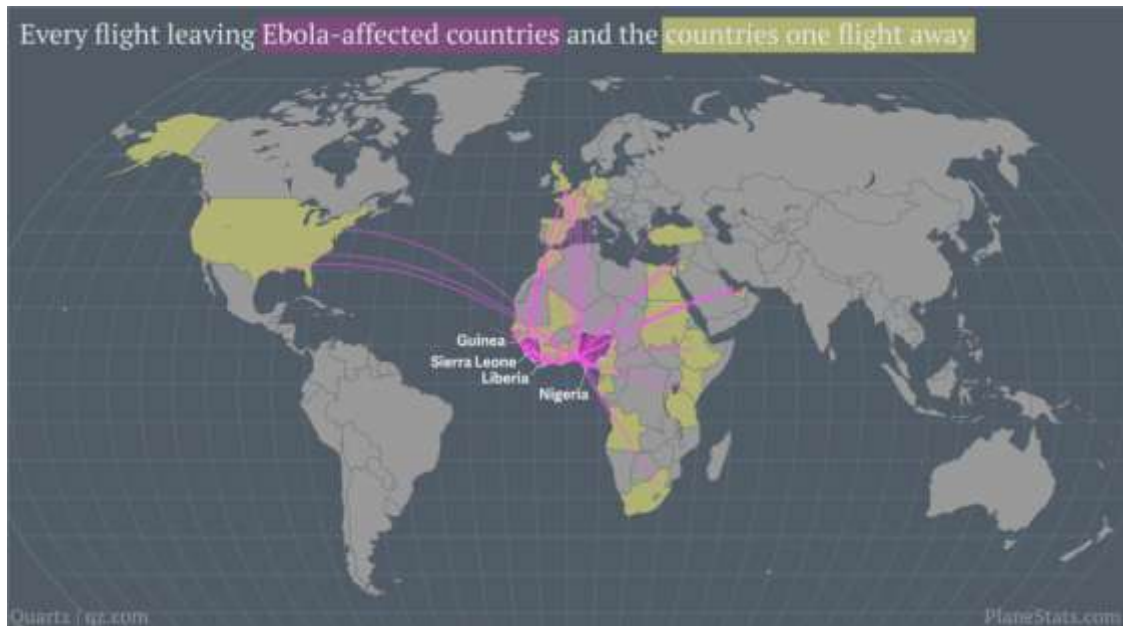 Every flight leaving Ebola-affected countries and the countries one flight away
Guinea
Sierra Leone
Liberia
Nigeria
Quartz / qz.com
PlaneStats.com